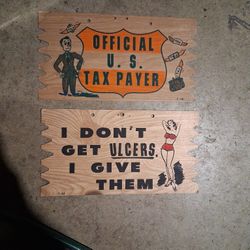 OFFICIAL
U. S.
TAX PAYER
I DON'T
GET ULCERS.
I GIVE
THEM